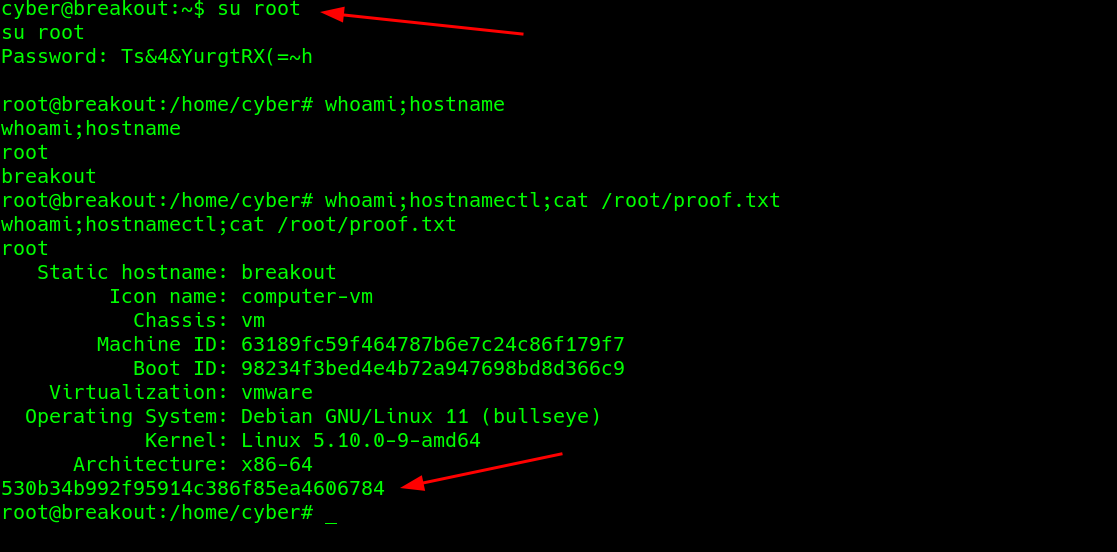 cyber@breakout:~$ su root
su root
Password: Ts&4&YurgtRX(=~h
root@breakout:/home/cyber# whoami;hostname
whoami;hostname
root
breakout
root@breakout:/home/cyber# whoami;hostnamectl;cat /root/proof.txt
whoami;hostnamectl;cat /root/proof.txt
root
Static hostname: breakout
Icon name: computer-vm
Chassis: vm
Machine ID: 63189fc59f464787b6e7c24c86f179f7
Boot ID: 98234f3bed4e4b72a947698bd8d366c9
Virtualization: vmware
Operating System: Debian GNU/Linux 11 (bullseye)
Kernel: Linux 5.10.0-9-amd64
Architecture: x86-64
530b34b992f95914c386f85ea4606784
root@breakout:/home/cyber# _